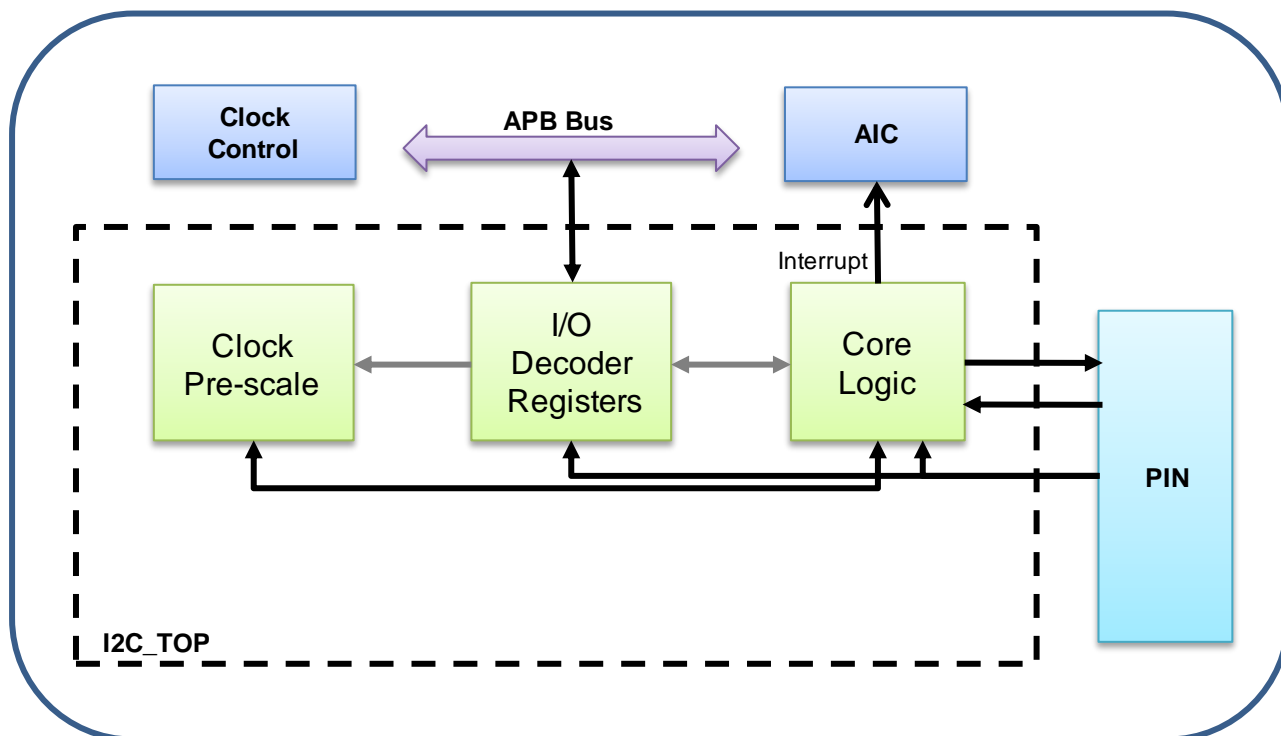 Clock
Control
APB Bus
AIC
Interrupt
Clock
Pre-scale
I/O
Decoder
Registers
Core
Logic
PIN
I2C_TOP